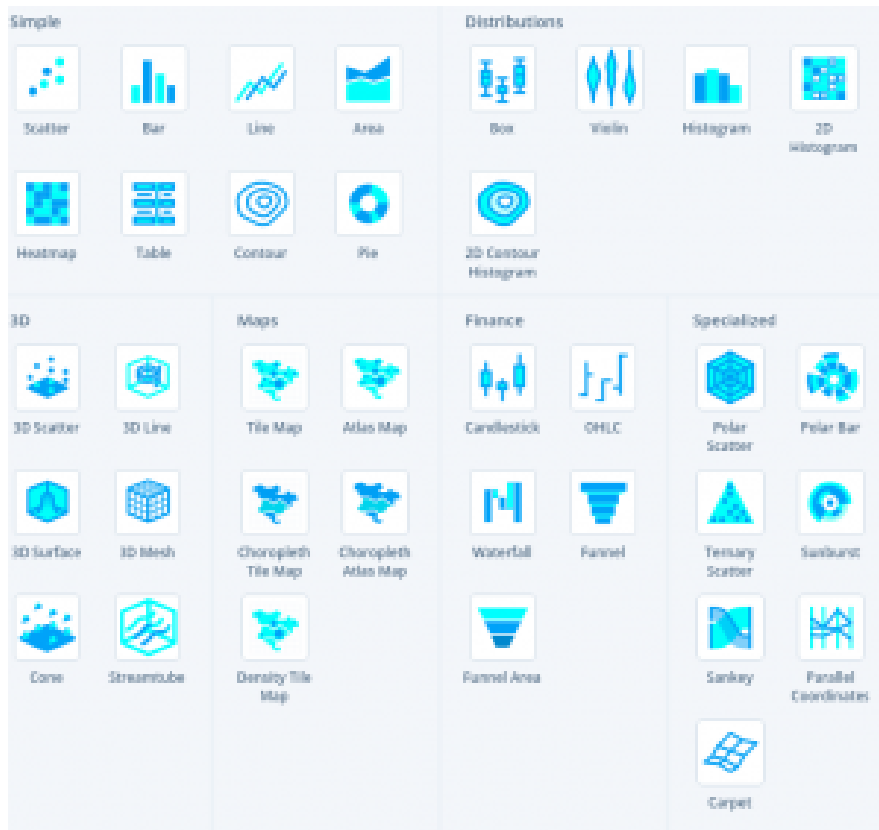 Simple
Scatter
Bar
Line
Area
Heatmap
Table
Contour
Pie
Distributions
Box
Violin
Histogram
2D
Histogram
2D Contour
Histogram
3D
3D Scatter
3D Line
3D Surface
3D Mesh
Cone
Streamtube
Maps
Tile Map
Atlas Map
Choropleth
Tile Map
Choropleth
Atlas Map
Density Tile
Map
Finance
Candlestick
OHLC
Waterfall
Funnel
Funnel Area
Specialized
Polar
Scatter
Polar Bar
Ternary
Scatter
Sunburst
Sankey
Parallel
Coordinates
Carpet